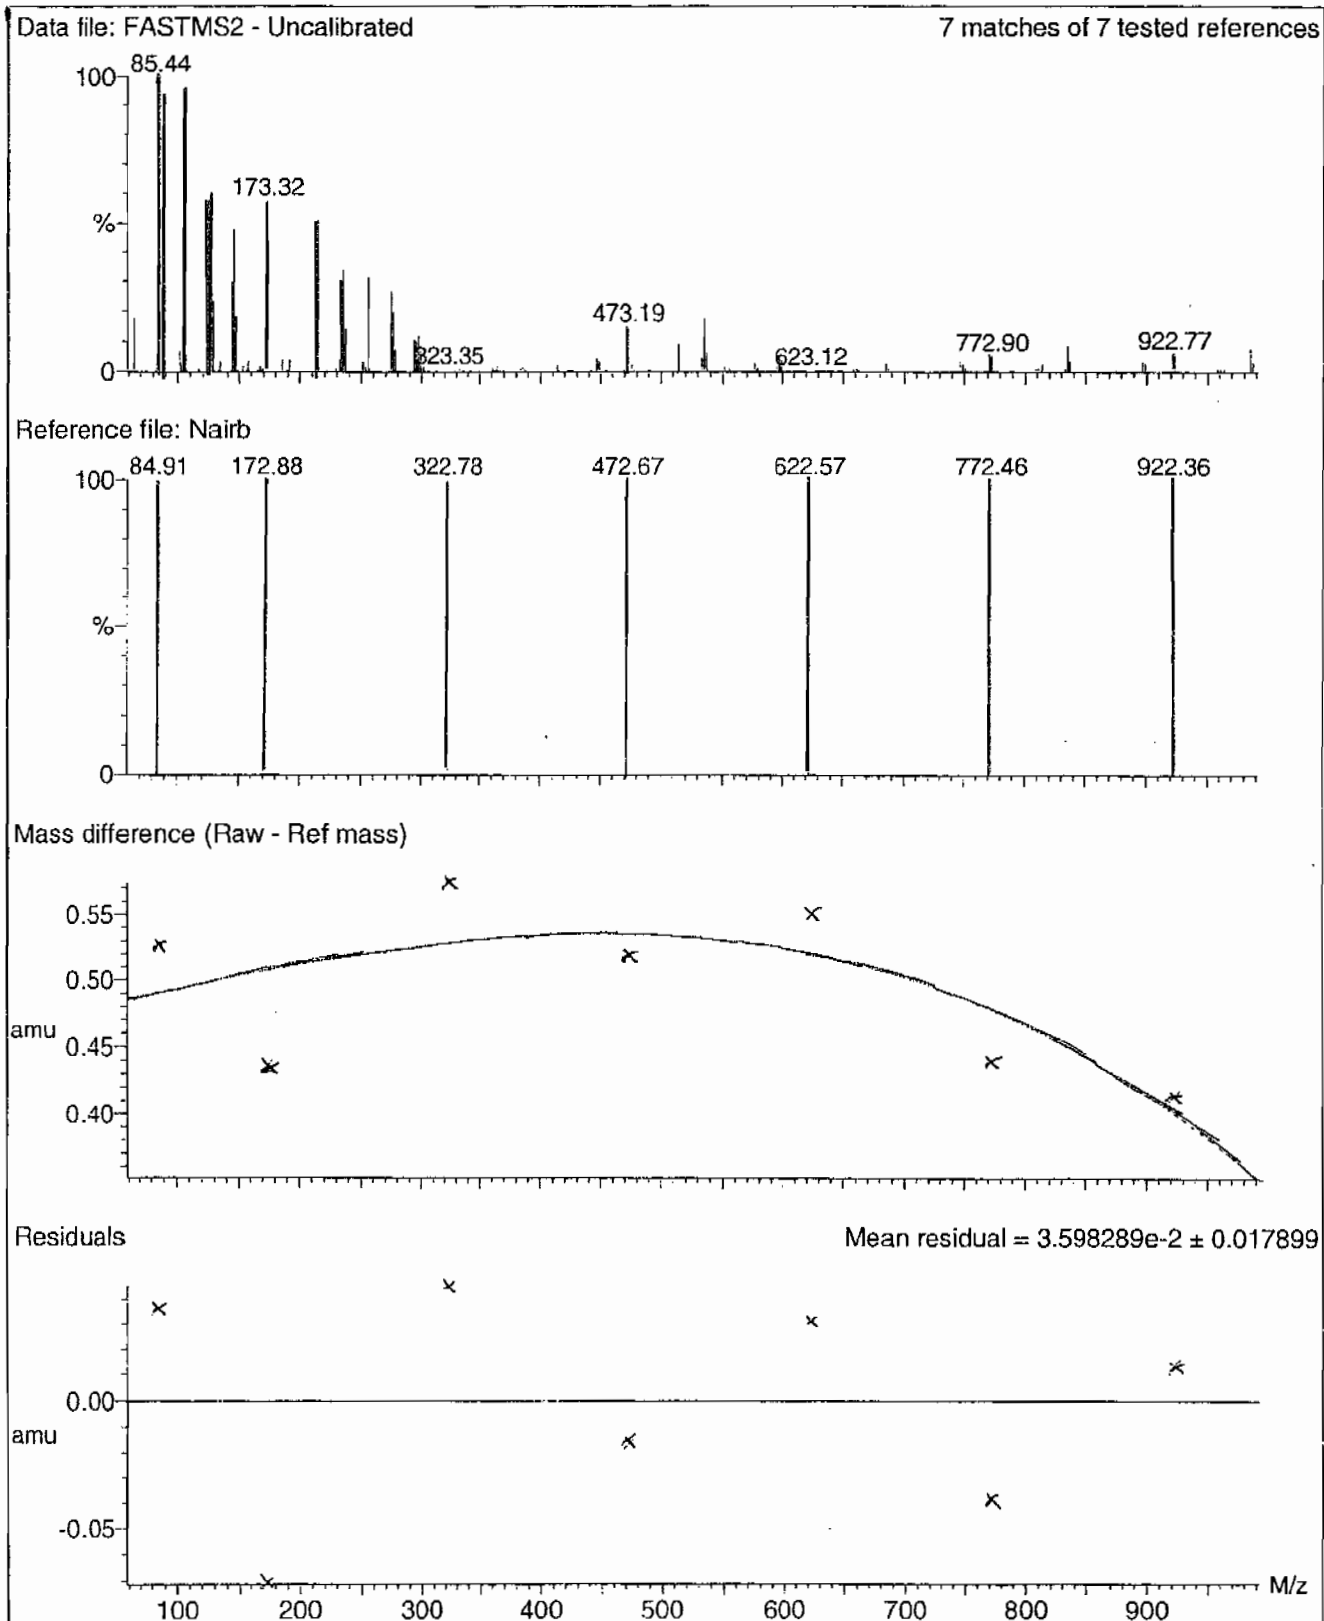 Data file: FASTMS2 - Uncalibrated 7 matches of 7 tested references
100
85.44
173.32
%
473.19
323.35
623.12
772.90
922.77
0
Reference file: Nairb
100
84.91 172.88 322.78 472.67 622.57 772.46 922.36
%
0
Mass difference (Raw - Ref mass)
0.55
0.50
amu
0.45
0.40
Residuals Mean residual = 3.598289e-2 ± 0.017899
0.00
amu
-0.05
M/z
100 200 300 400 500 600 700 800 900